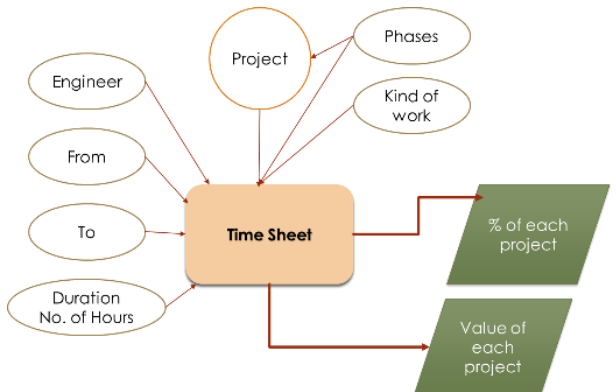 Phases
Project
Engineer
Kind of
work
From
To
Time Sheet
% of each
project
Duration
No. of Hours
Value of
each
project